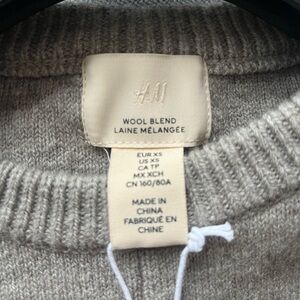 H&M
WOOL BLEND
LAINE MÉLANGÉE
EUR XS
US XS
CA TP
MX XCH
CN 160/80A
MADE IN
CHINA
FABRIQUÉ EN
CHINE